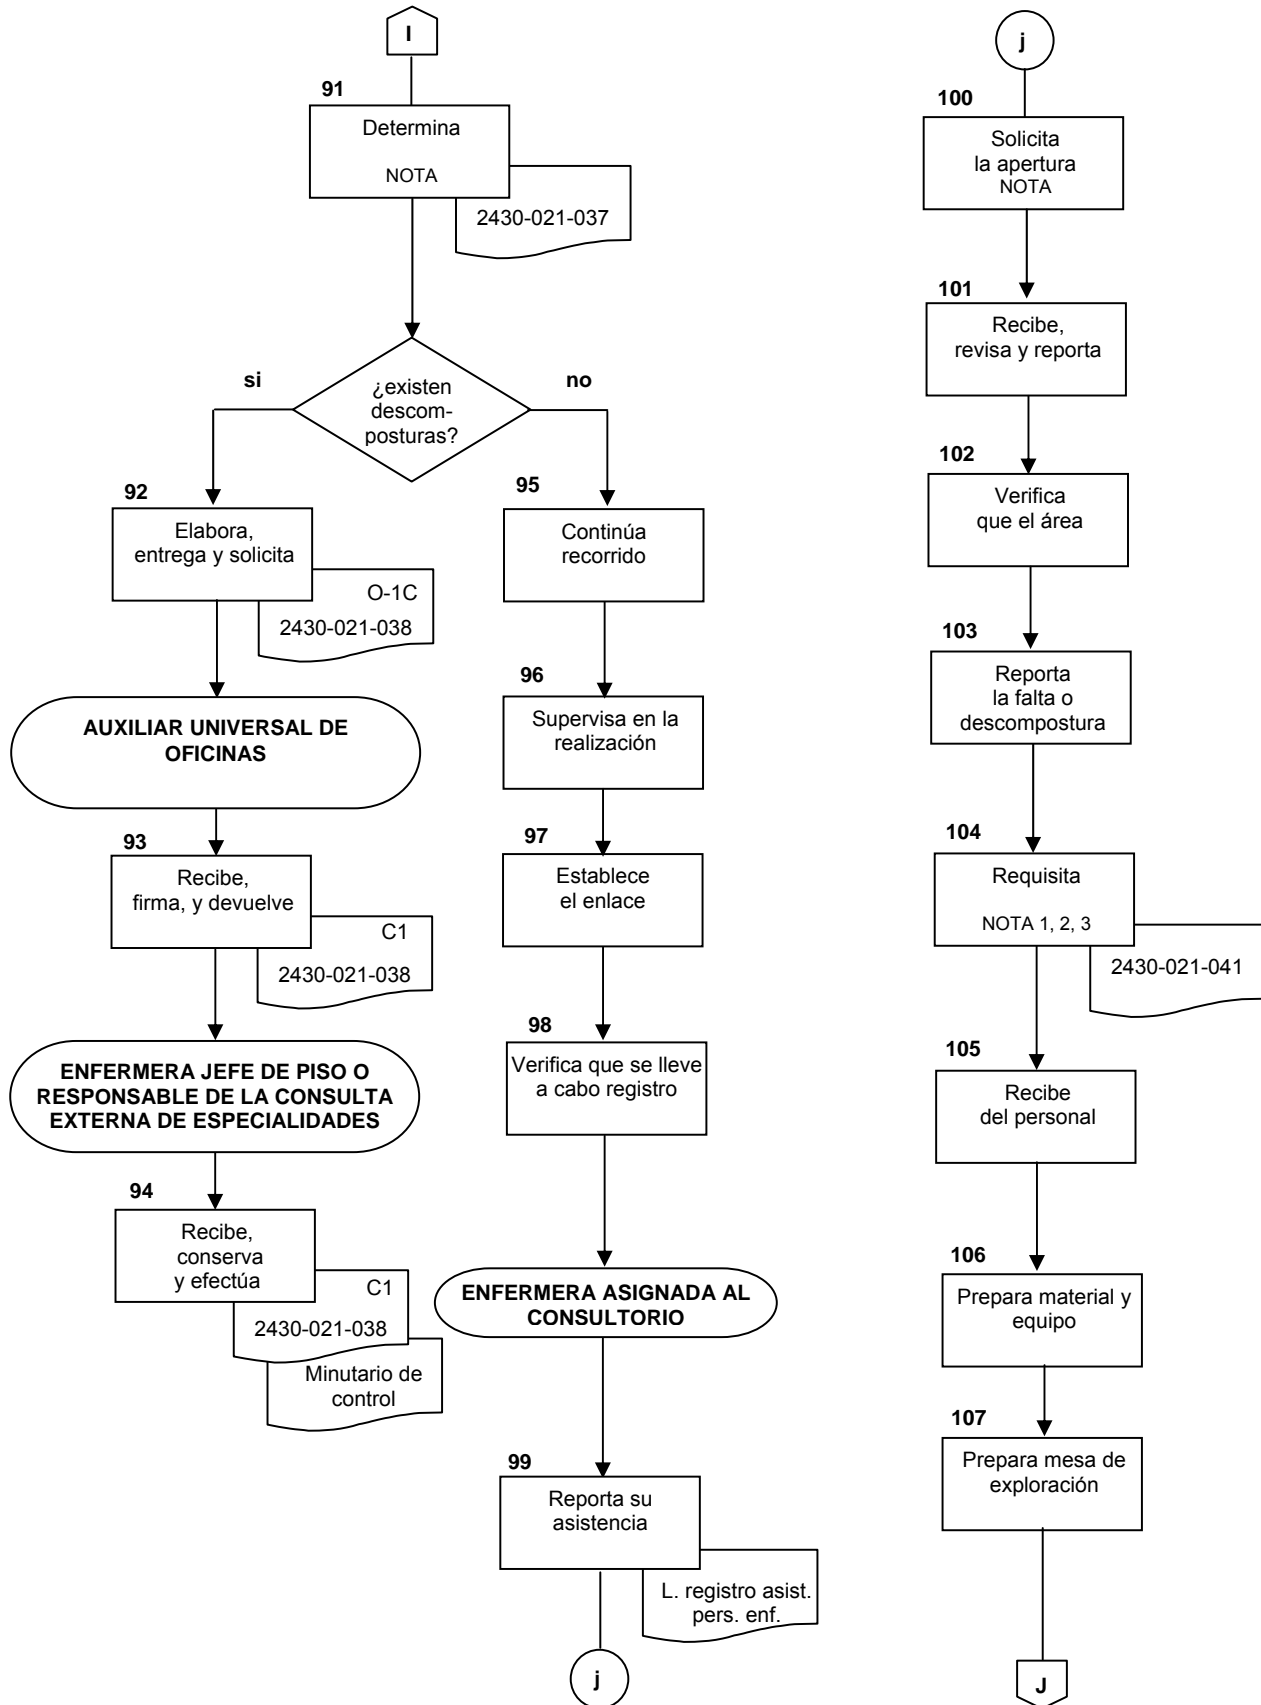 I
91
Determina
NOTA
2430-021-037
¿existen
descom-
posturas?
si
no
92
Elabora,
entrega y solicita
O-1C
2430-021-038
AUXILIAR UNIVERSAL DE
OFICINAS
93
Recibe,
firma, y devuelve
C1
2430-021-038
ENFERMERA JEFE DE PISO O
RESPONSABLE DE LA CONSULTA
EXTERNA DE ESPECIALIDADES
94
Recibe,
conserva
y efectúa
C1
2430-021-038
Minutario de
control
95
Continúa
recorrido
96
Supervisa en la
realización
97
Establece
el enlace
98
Verifica que se lleve
a cabo registro
ENFERMERA ASIGNADA AL
CONSULTORIO
99
Reporta su
asistencia
L. registro asist.
pers. enf.
j
j
100
Solicita
la apertura
NOTA
101
Recibe,
revisa y reporta
102
Verifica
que el área
103
Reporta
la falta o
descompostura
104
Requisita
NOTA 1, 2, 3
2430-021-041
105
Recibe
del personal
106
Prepara material y
equipo
107
Prepara mesa de
exploración
J